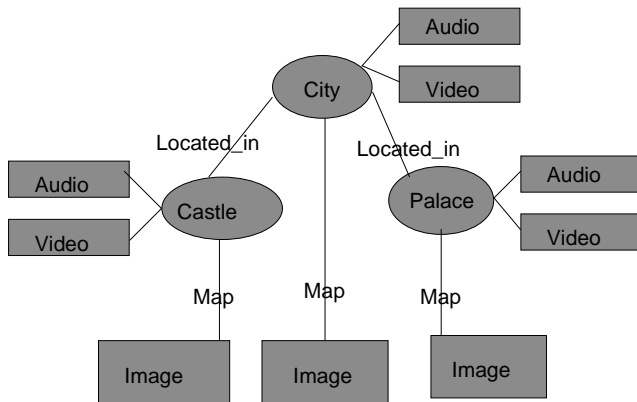 Audio
City
Video
Located_in
Located_in
Audio
Castle
Video
Palace
Audio
Video
Map
Map
Map
Image
Image
Image